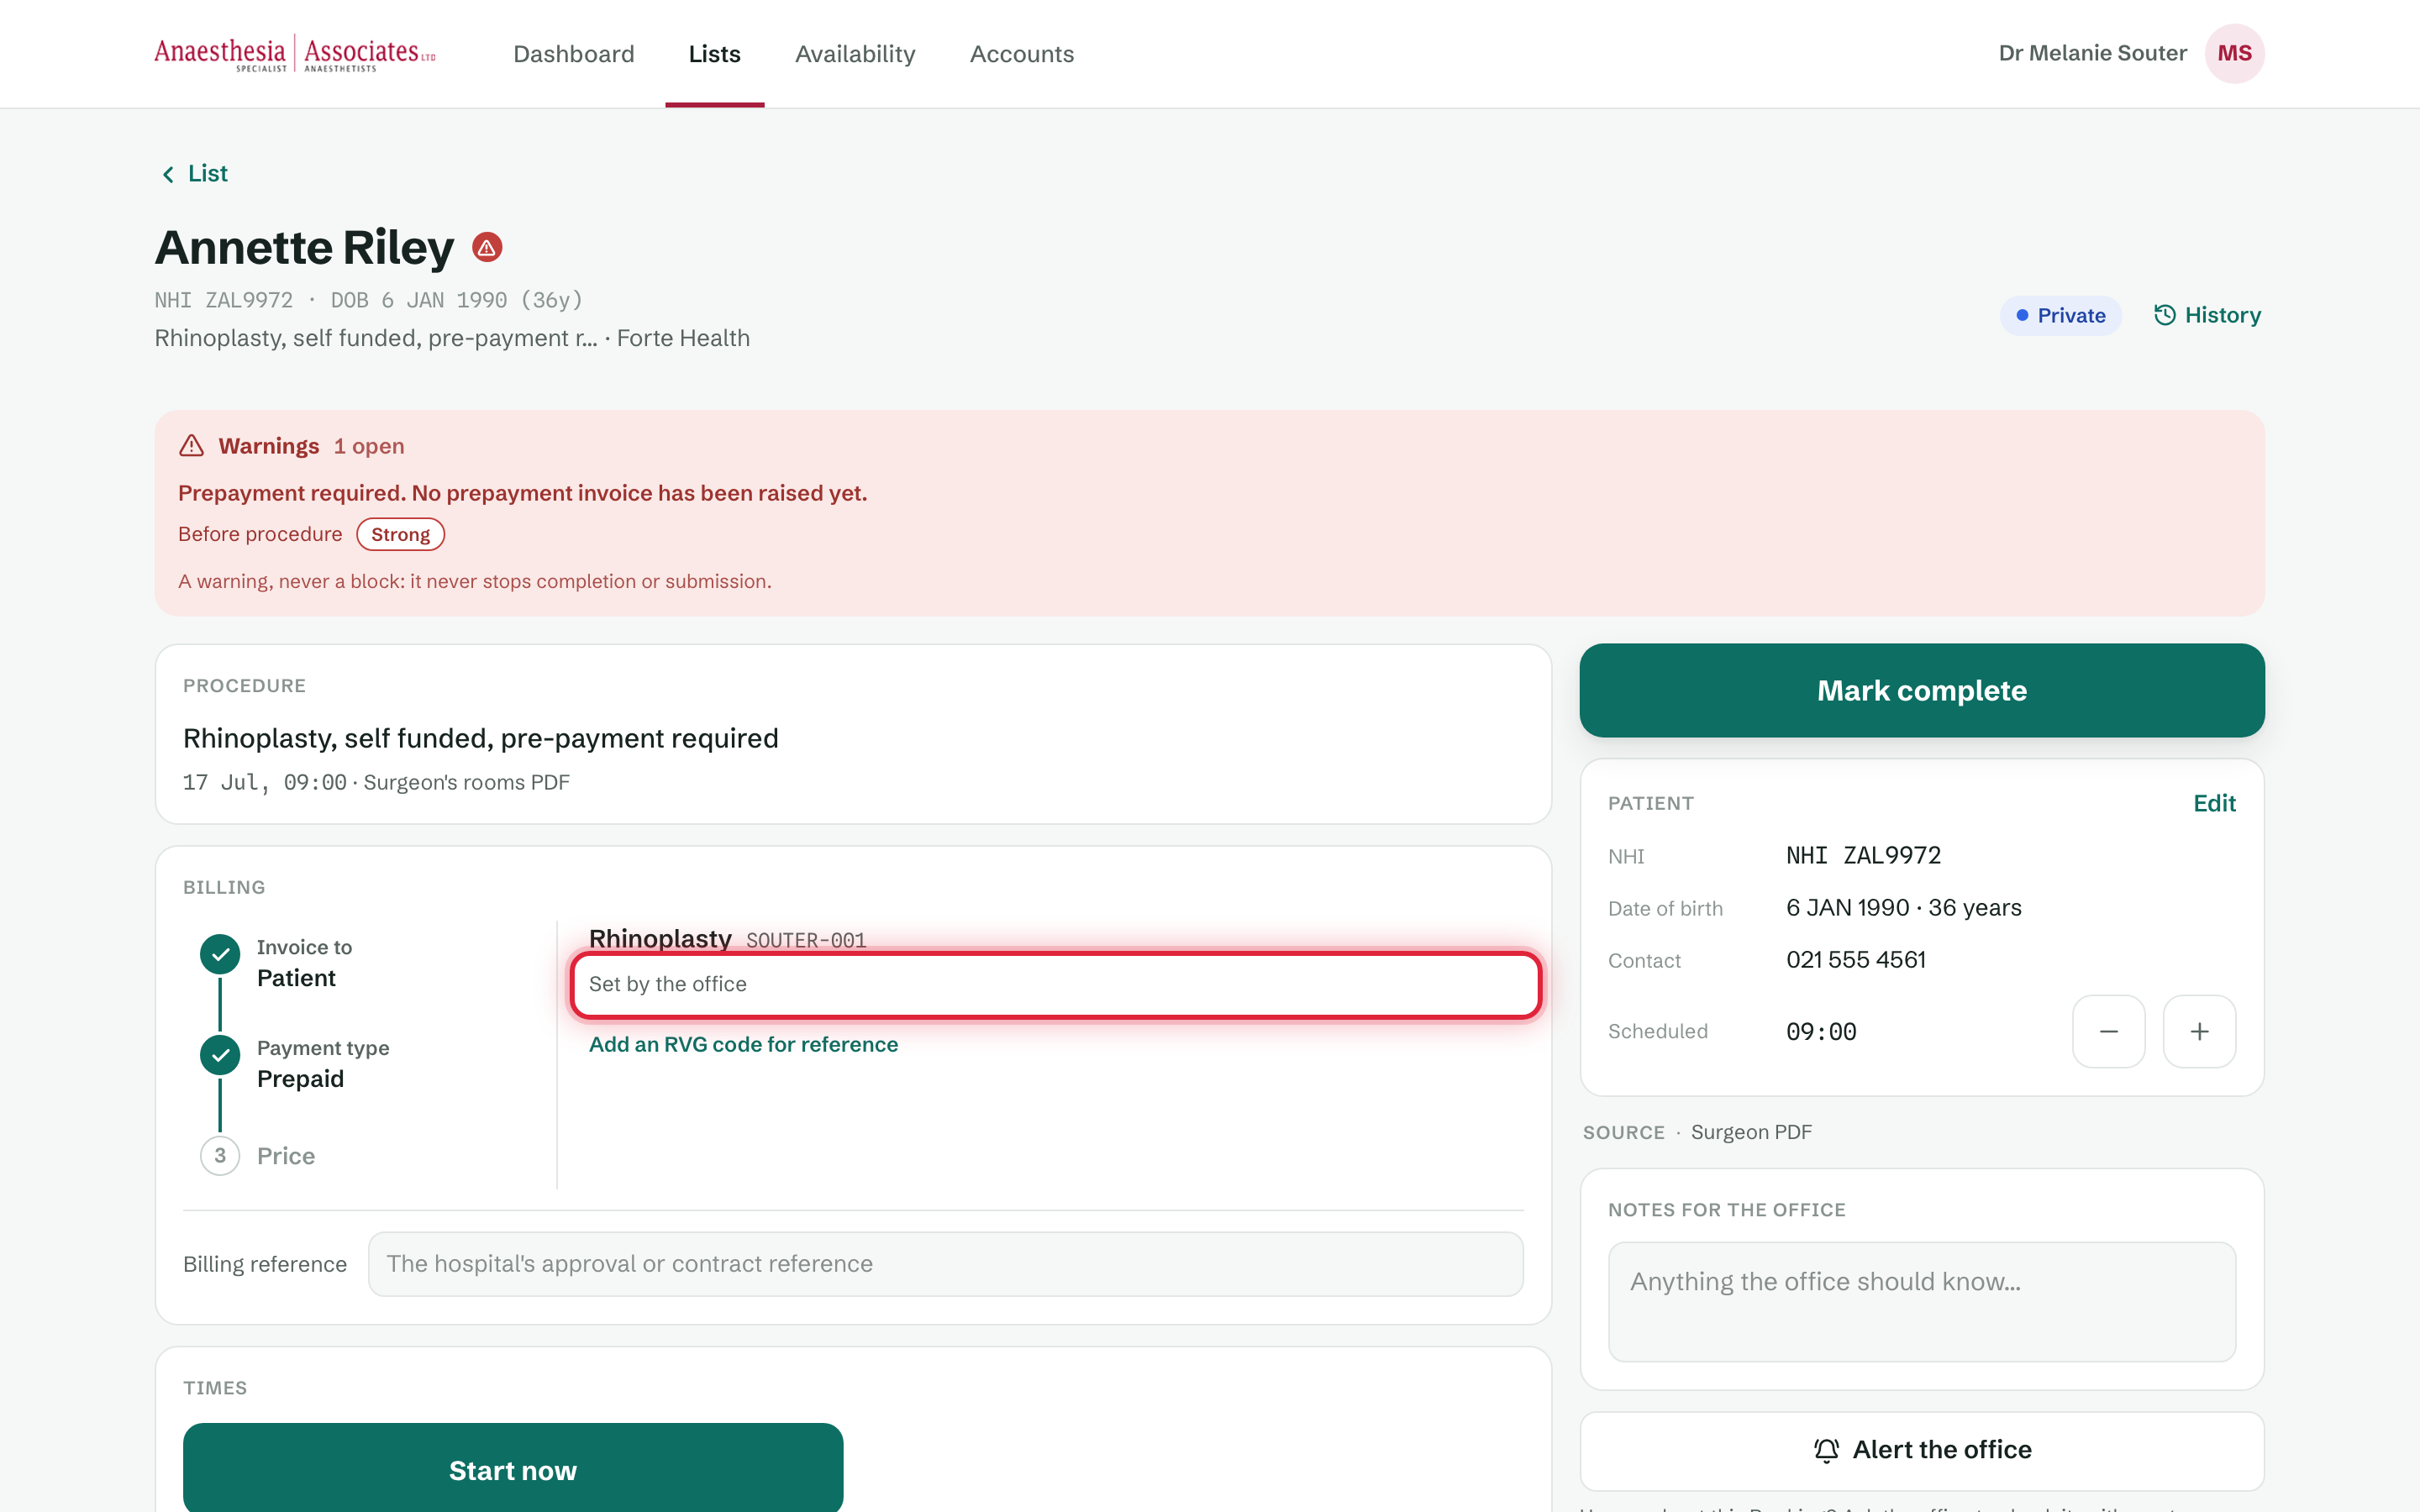 Anaesthesia | Associates LTD
SPECIALIST ANAESTHETISTS
Dashboard
Lists
Availability
Accounts
Dr Melanie Souter
MS
List
Annette Riley
NHI ZAL9972 · DOB 6 JAN 1990 (36y)
Rhinoplasty, self funded, pre-payment r... · Forte Health
Private
History
Warnings 1 open
Prepayment required. No prepayment invoice has been raised yet.
Before procedure Strong
A warning, never a block: it never stops completion or submission.
PROCEDURE
Rhinoplasty, self funded, pre-payment required
17 Jul, 09:00 · Surgeon's rooms PDF
BILLING
Invoice to
Patient
Payment type
Prepaid
3 Price
Rhinoplasty SOUTER-001
Set by the office
Add an RVG code for reference
Billing reference The hospital's approval or contract reference
TIMES
Start now
Mark complete
PATIENT Edit
NHI NHI ZAL9972
Date of birth 6 JAN 1990 · 36 years
Contact 021 555 4561
Scheduled 09:00 − +
SOURCE · Surgeon PDF
NOTES FOR THE OFFICE
Anything the office should know...
Alert the office